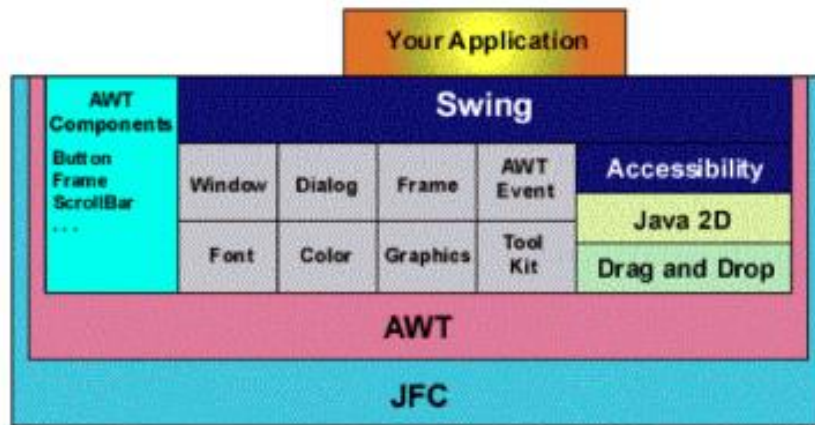 Your Application
AWT
Components
Button
Frame
ScrollBar
...
Swing
Window
Dialog
Frame
AWT
Event
Accessibility
Java 2D
Font
Color
Graphics
Tool
Kit
Drag and Drop
AWT
JFC